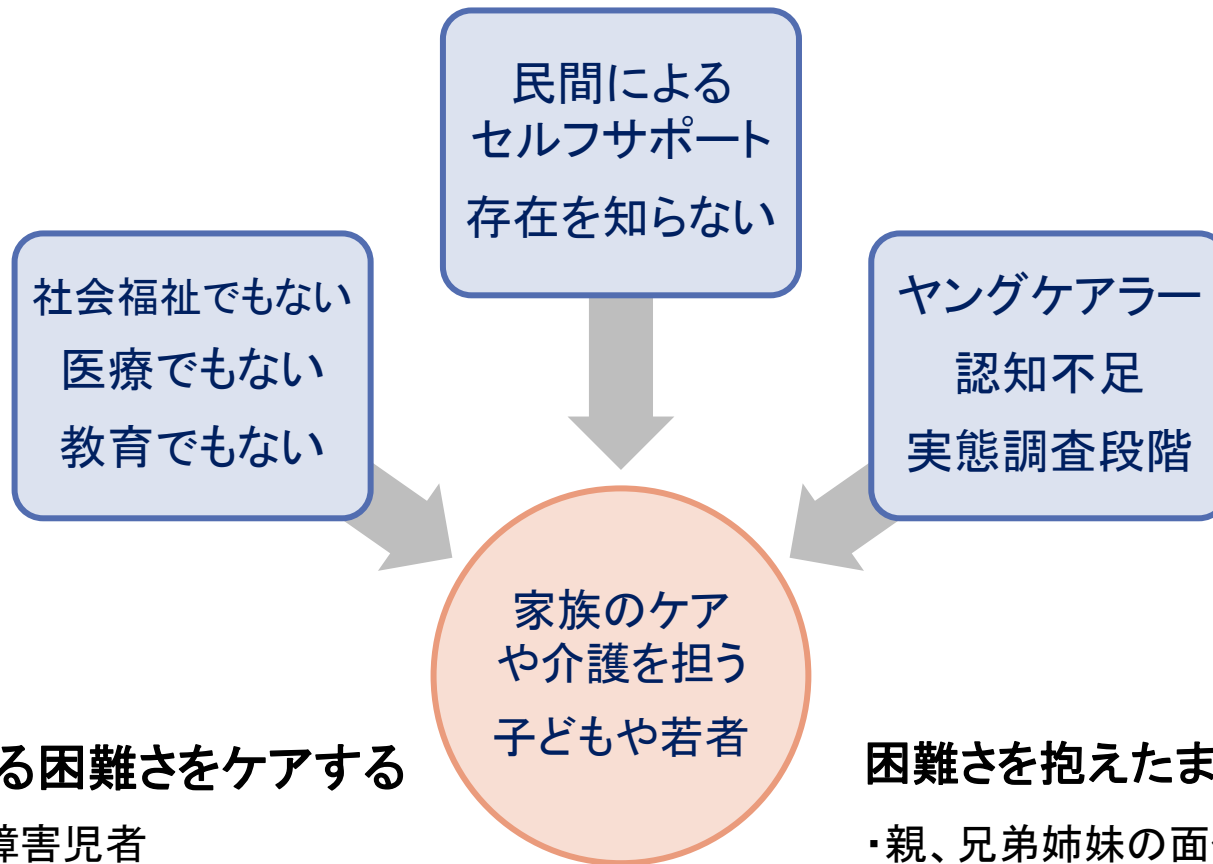 民間による
セルフサポート
存在を知らない
社会福祉でもない
医療でもない
教育でもない
ヤングケアラー
認知不足
実態調査段階
家族のケア
や介護を担う
子どもや若者
る困難さをケアする
障害児者
困難さを抱えたま
・親、兄弟姉妹の面